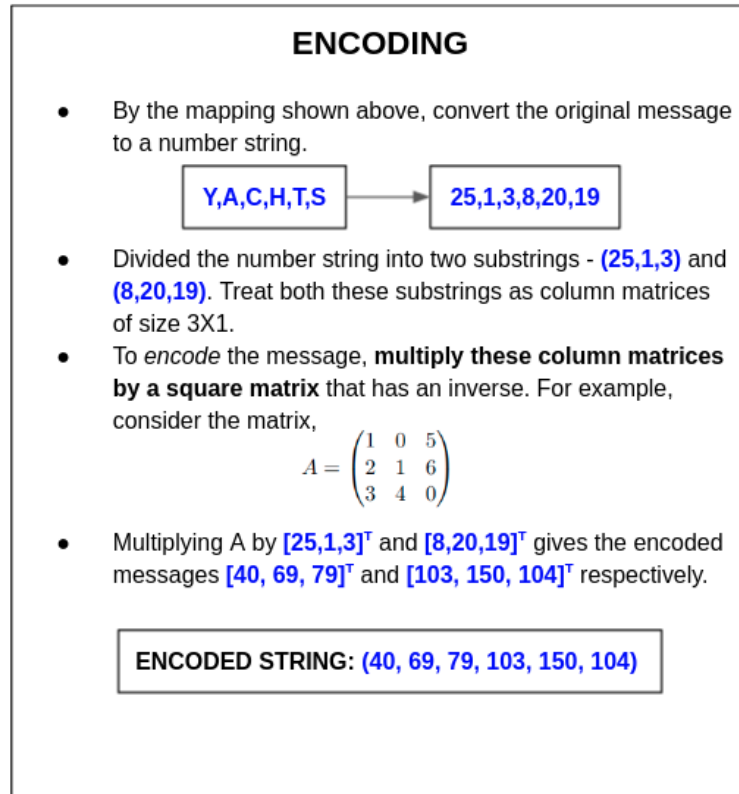 ENCODING
● By the mapping shown above, convert the original message
to a number string.
Y,A,C,H,T,S
25,1,3,8,20,19
● Divided the number string into two substrings - (25,1,3) and
(8,20,19). Treat both these substrings as column matrices
of size 3X1.
● To encode the message, multiply these column matrices
by a square matrix that has an inverse. For example,
consider the matrix,
1 0 5
A = 2 1 6
3 4 0
● Multiplying A by [25,1,3]ᵀ and [8,20,19]ᵀ gives the encoded
messages [40, 69, 79]ᵀ and [103, 150, 104]ᵀ respectively.
ENCODED STRING: (40, 69, 79, 103, 150, 104)